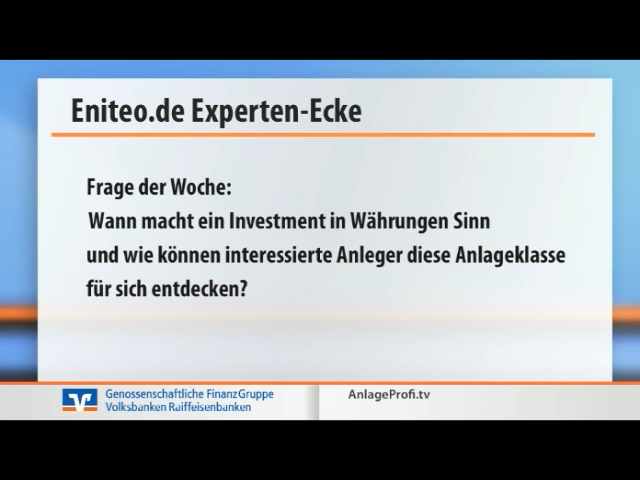 Eniteo.de Experten-Ecke
Frage der Woche:
Wann macht ein Investment in Währungen Sinn
und wie können interessierte Anleger diese Anlageklasse
für sich entdecken?
Genossenschaftliche FinanzGruppe
Volksbanken Raiffeisenbanken
AnlageProfi.tv